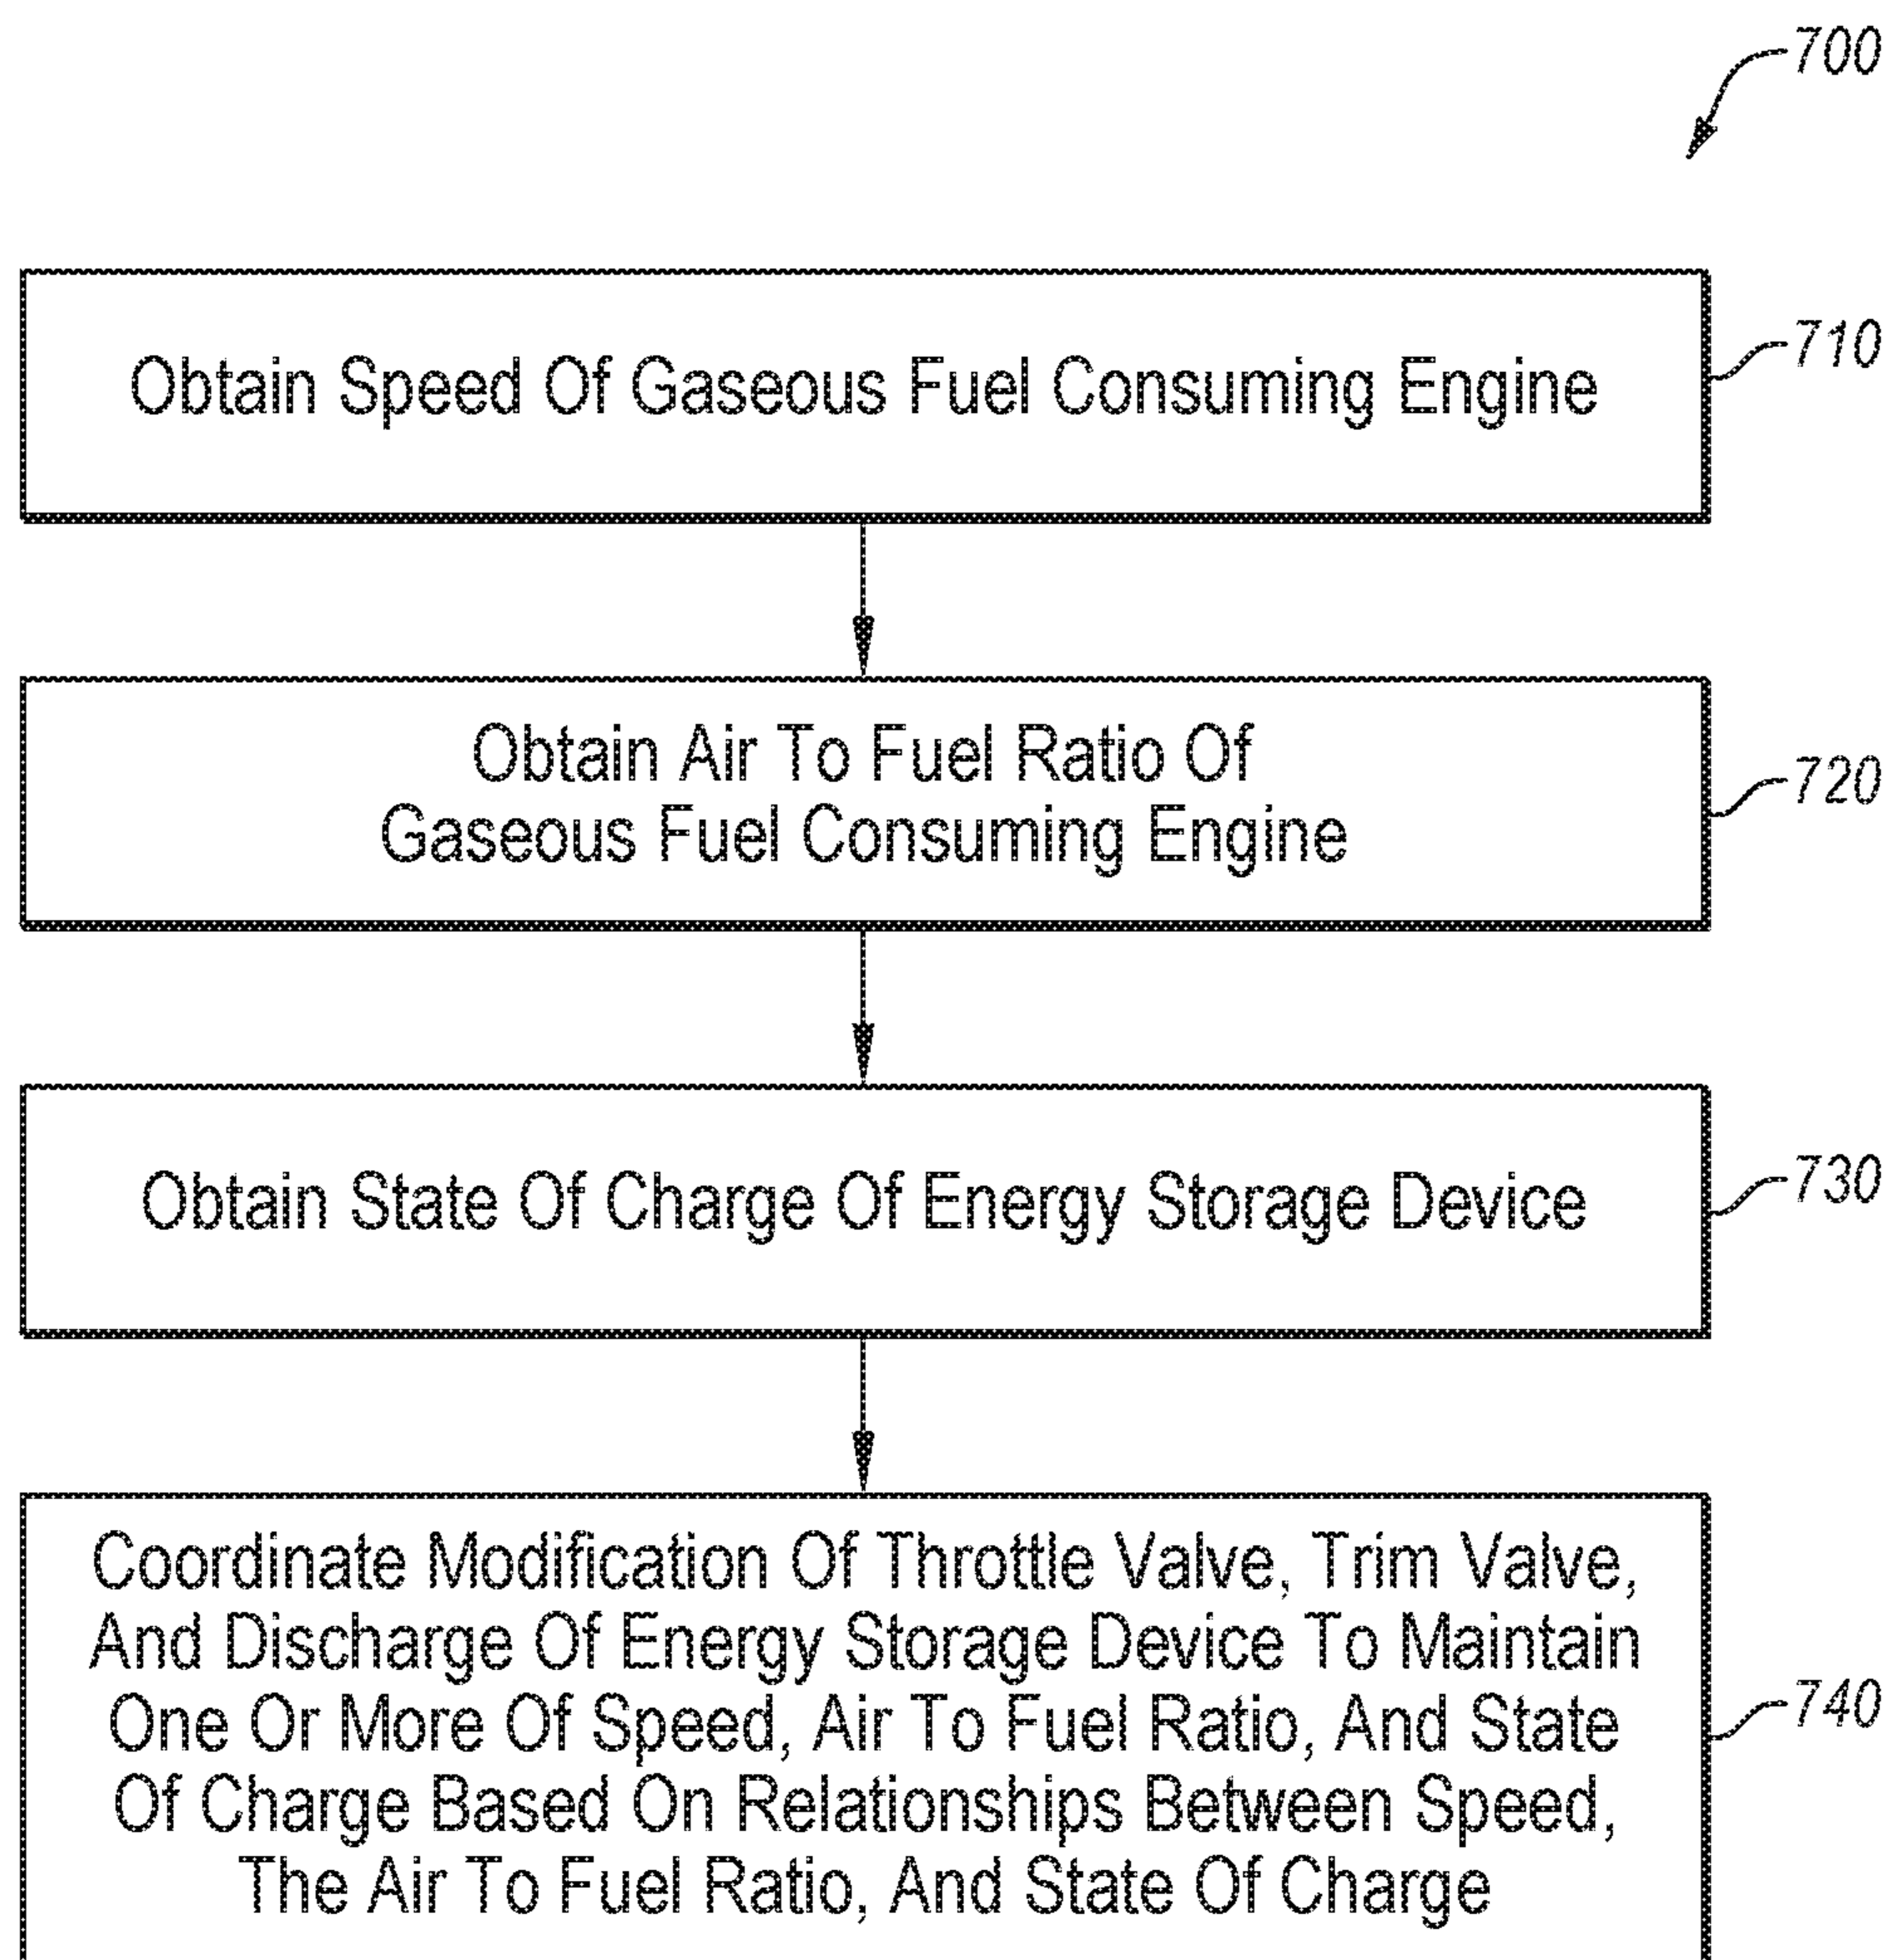 700
Obtain Speed Of Gaseous Fuel Consuming Engine
710
Obtain Air To Fuel Ratio Of
Gaseous Fuel Consuming Engine
720
Obtain State Of Charge Of Energy Storage Device
730
Coordinate Modification Of Throttle Valve, Trim Valve,
And Discharge Of Energy Storage Device To Maintain
One Or More Of Speed, Air To Fuel Ratio, And State
Of Charge Based On Relationships Between Speed,
The Air To Fuel Ratio, And State Of Charge
740